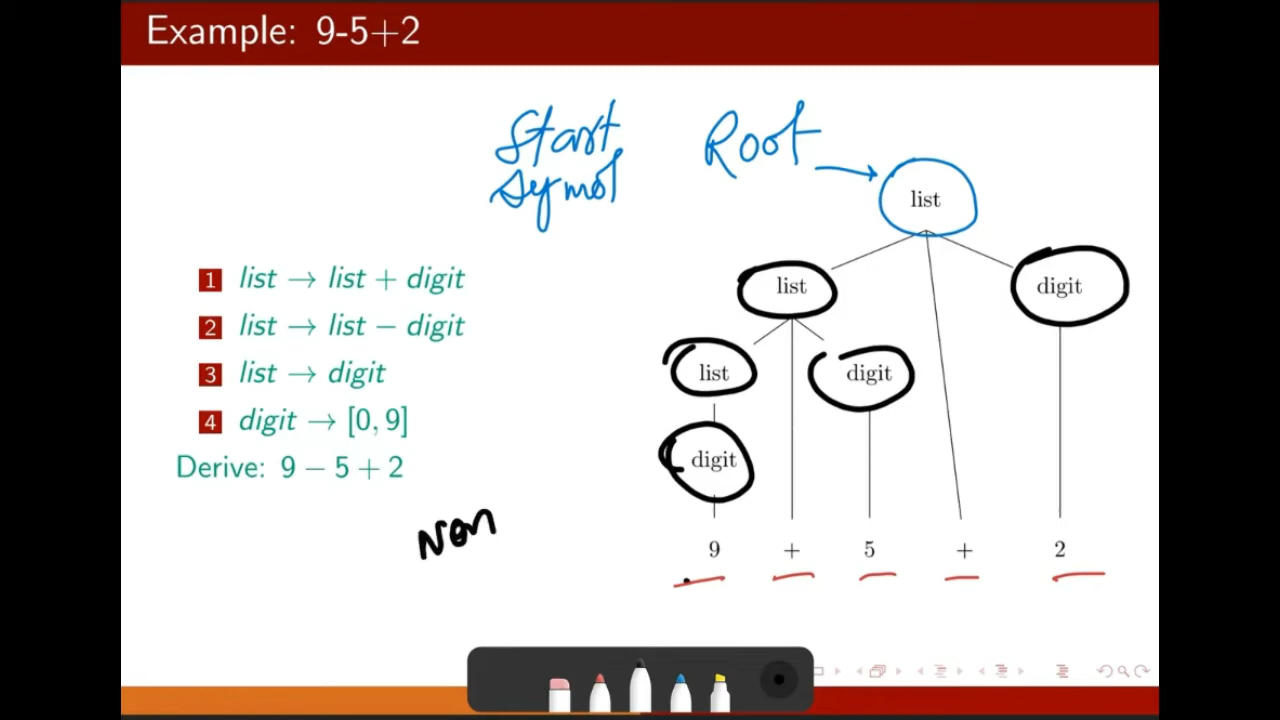 Example: 9-5+2
Start Root
symol
list
1 list → list + digit
list digit
2 list → list − digit
3 list → digit
list digit
4 digit → [0, 9]
Derive: 9 − 5 + 2
digit
Non
9 + 5 + 2